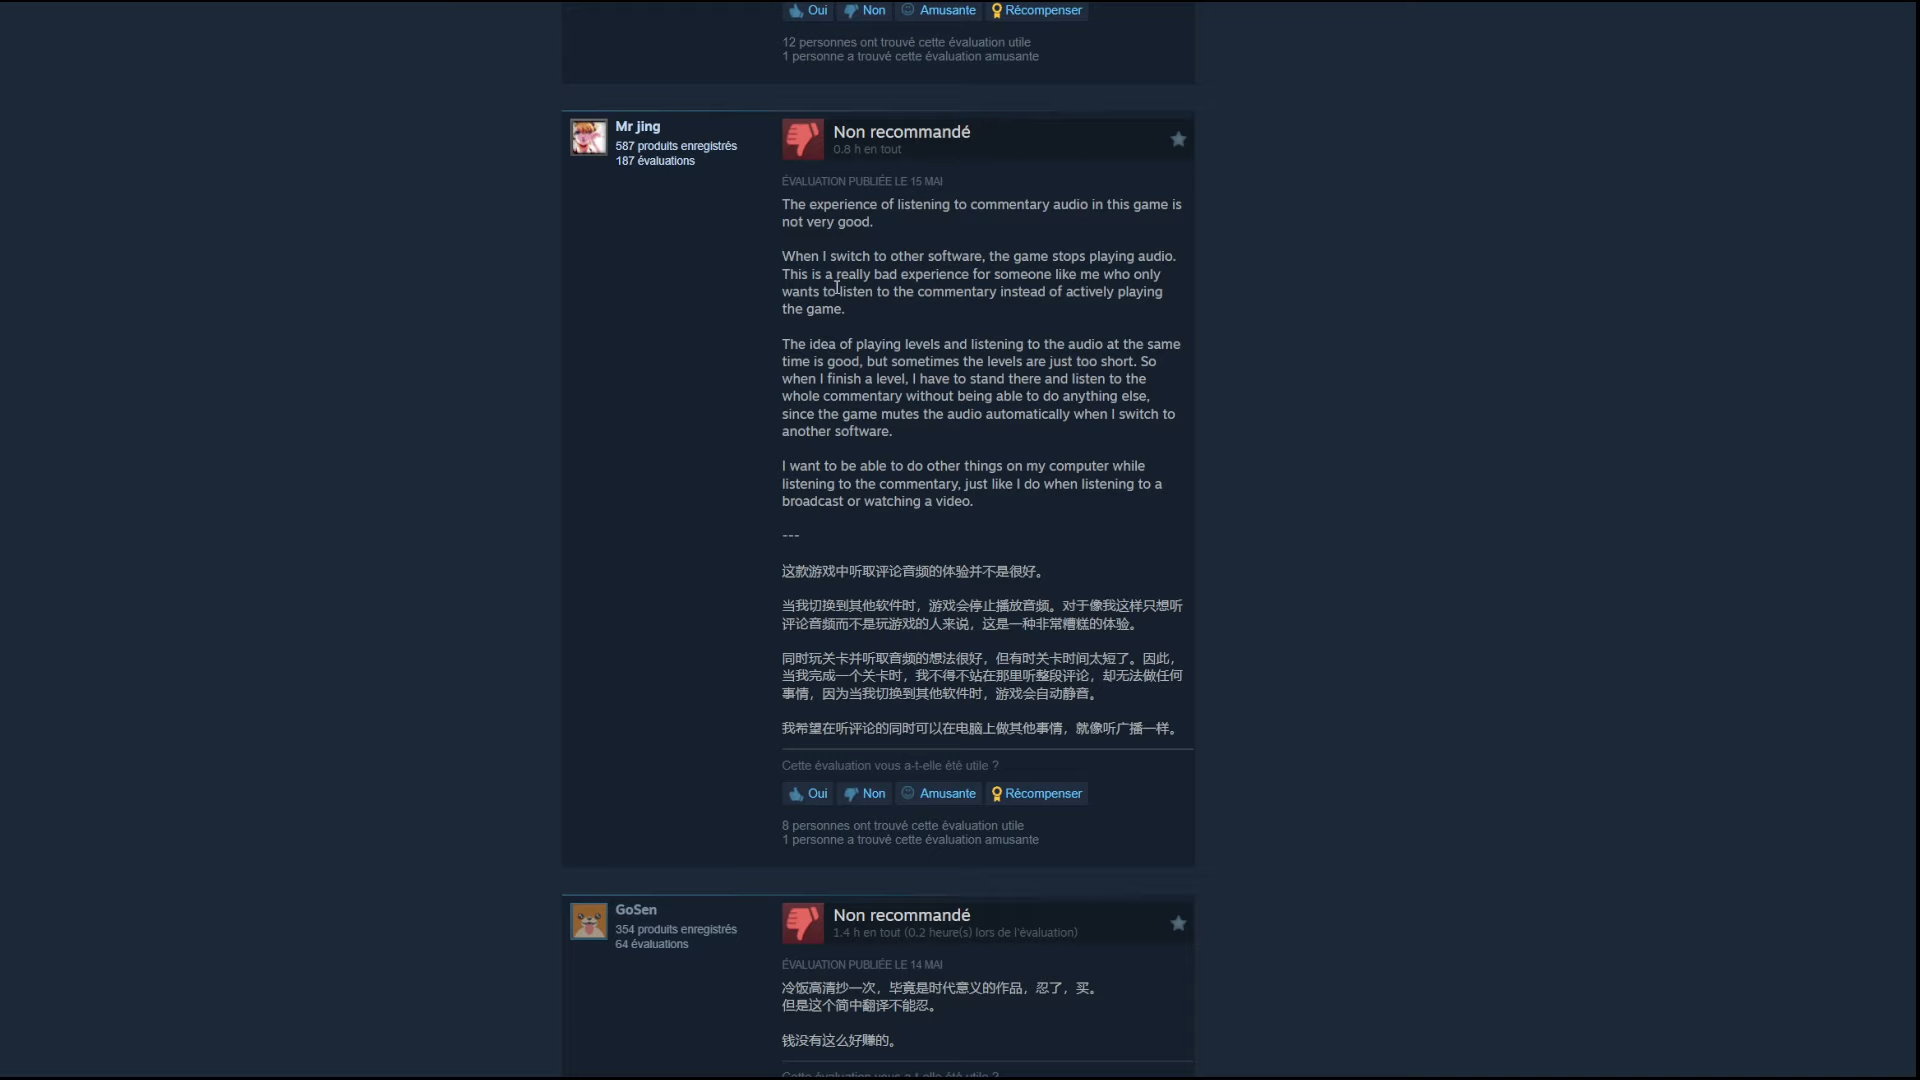 Oui Non Amusante Récompenser
12 personnes ont trouvé cette évaluation utile
1 personne a trouvé cette évaluation amusante
Mr jing
587 produits enregistrés
187 évaluations
Non recommandé
0.8 h en tout
ÉVALUATION PUBLIÉE LE 15 MAI
The experience of listening to commentary audio in this game is
not very good.
When I switch to other software, the game stops playing audio.
This is a really bad experience for someone like me who only
wants to listen to the commentary instead of actively playing
the game.
The idea of playing levels and listening to the audio at the same
time is good, but sometimes the levels are just too short. So
when I finish a level, I have to stand there and listen to the
whole commentary without being able to do anything else,
since the game mutes the audio automatically when I switch to
another software.
I want to be able to do other things on my computer while
listening to the commentary, just like I do when listening to a
broadcast or watching a video.
---
这款游戏中听取评论音频的体验并不是很好。
当我切换到其他软件时，游戏会停止播放音频。对于像我这样只想听
评论音频而不是玩游戏的人来说，这是一种非常糟糕的体验。
同时玩关卡并听取音频的想法很好，但有时关卡时间太短了。因此，
当我完成一个关卡时，我不得不站在那里听整段评论，却无法做任何
事情，因为当我切换到其他软件时，游戏会自动静音。
我希望在听评论的同时可以在电脑上做其他事情，就像听广播一样。
Cette évaluation vous a-t-elle été utile ?
Oui Non Amusante Récompenser
8 personnes ont trouvé cette évaluation utile
1 personne a trouvé cette évaluation amusante
GoSen
354 produits enregistrés
64 évaluations
Non recommandé
1.4 h en tout (0.2 heure(s) lors de l'évaluation)
ÉVALUATION PUBLIÉE LE 14 MAI
冷饭高清抄一次，毕竟是时代意义的作品，忍了，买。
但是这个简中翻译不能忍。
钱没有这么好赚的。
Cette évaluation vous a-t-elle été utile ?